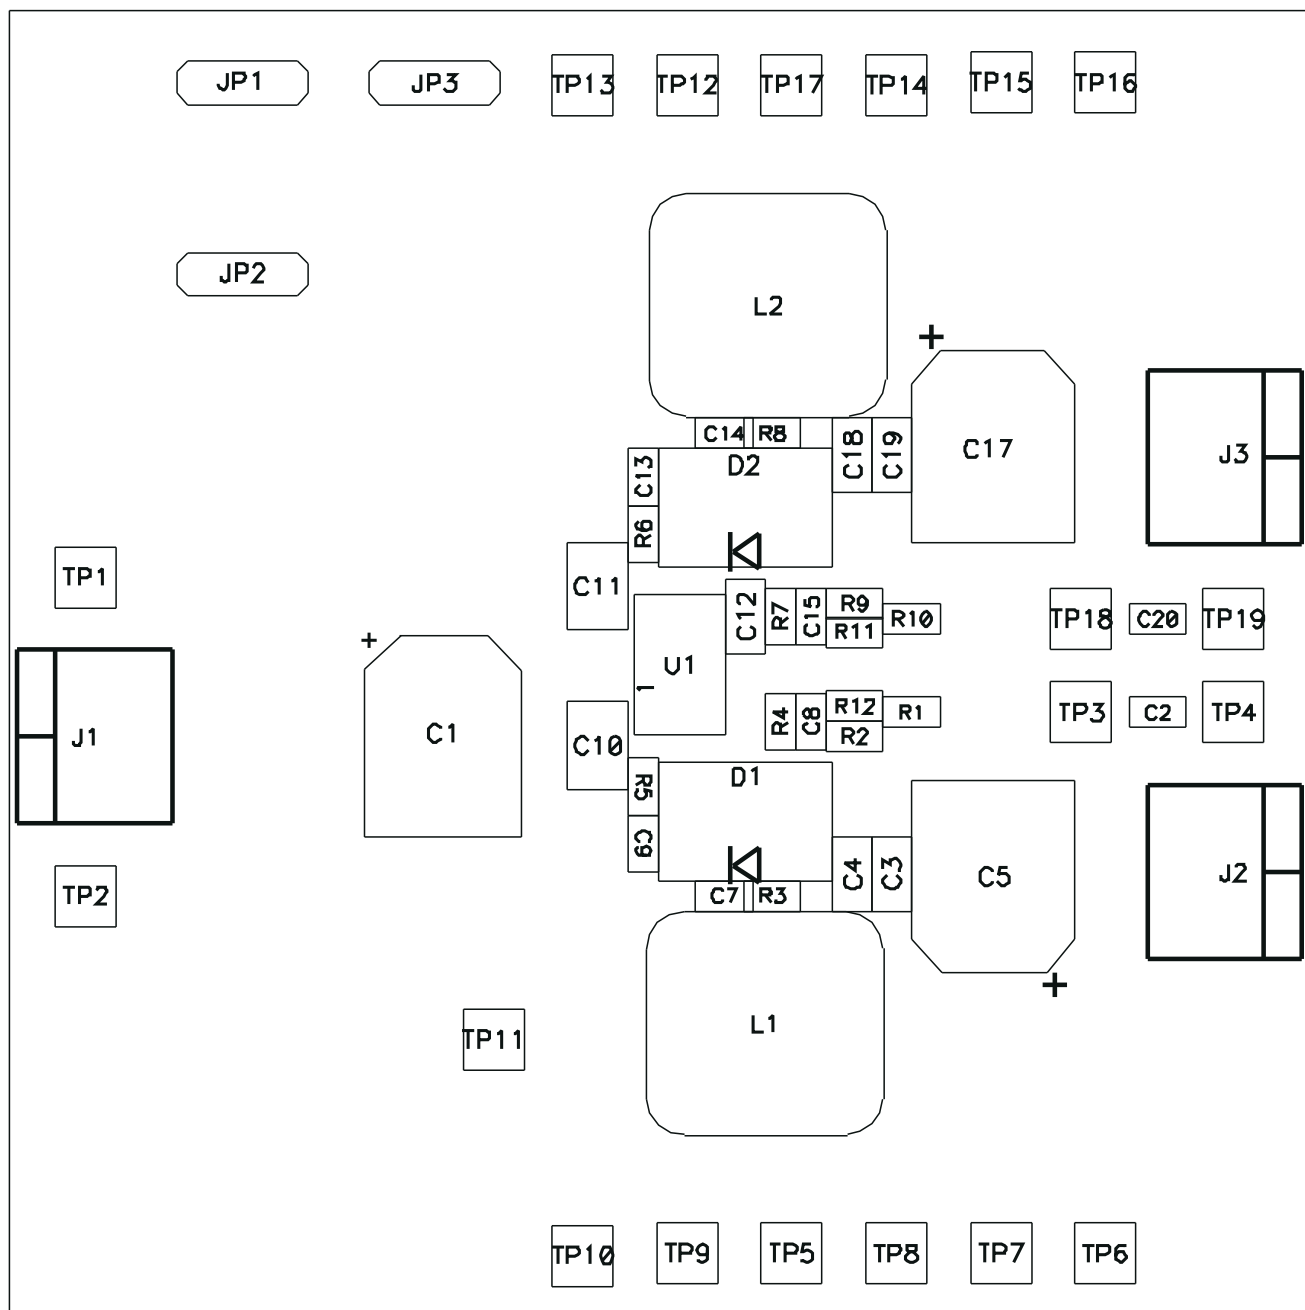 JP1
JP3
TP13
TP12
TP17
TP14
TP15
TP16
JP2
L2
+
C14
R8
C18
C19
C17
J3
D2
C13
R6
TP1
C11
C12
R7
C15
R9
R11
R10
TP18
C20
TP19
+
U1
1
J1
C1
C10
R4
C8
R12
R2
R1
TP3
C2
TP4
D1
R5
C9
C4
C3
C5
J2
TP2
C7
R3
+
TP11
L1
TP10
TP9
TP5
TP8
TP7
TP6